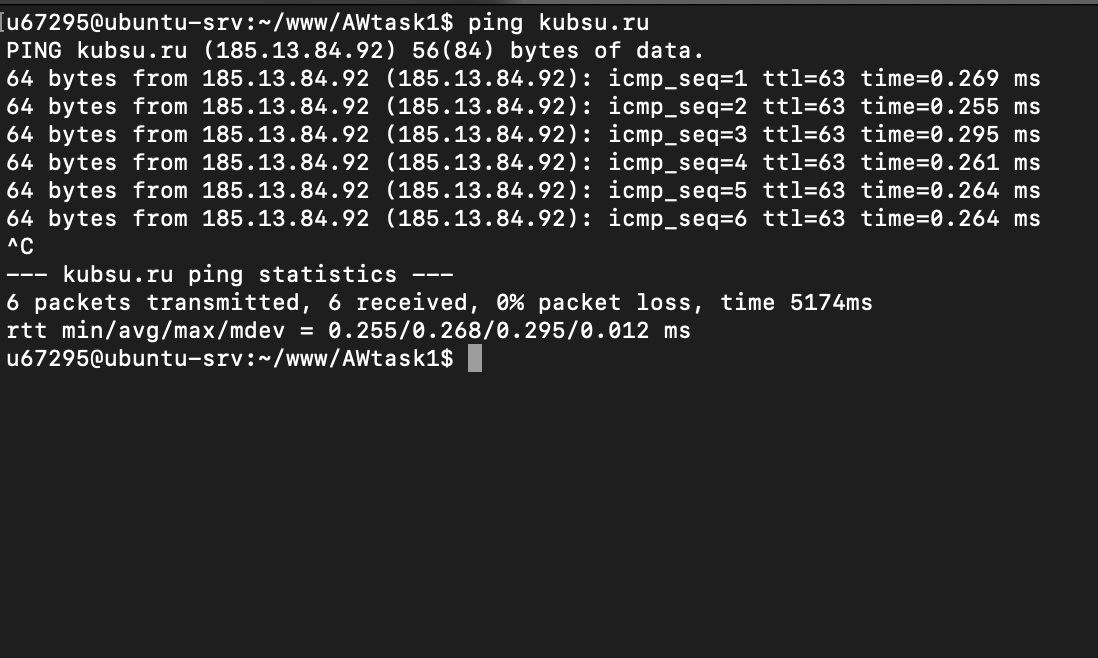 [u67295@ubuntu-srv:~/www/AWtask1$ ping kubsu.ru
PING kubsu.ru (185.13.84.92) 56(84) bytes of data.
64 bytes from 185.13.84.92 (185.13.84.92): icmp_seq=1 ttl=63 time=0.269 ms
64 bytes from 185.13.84.92 (185.13.84.92): icmp_seq=2 ttl=63 time=0.255 ms
64 bytes from 185.13.84.92 (185.13.84.92): icmp_seq=3 ttl=63 time=0.295 ms
64 bytes from 185.13.84.92 (185.13.84.92): icmp_seq=4 ttl=63 time=0.261 ms
64 bytes from 185.13.84.92 (185.13.84.92): icmp_seq=5 ttl=63 time=0.264 ms
64 bytes from 185.13.84.92 (185.13.84.92): icmp_seq=6 ttl=63 time=0.264 ms
^C
--- kubsu.ru ping statistics ---
6 packets transmitted, 6 received, 0% packet loss, time 5174ms
rtt min/avg/max/mdev = 0.255/0.268/0.295/0.012 ms
u67295@ubuntu-srv:~/www/AWtask1$